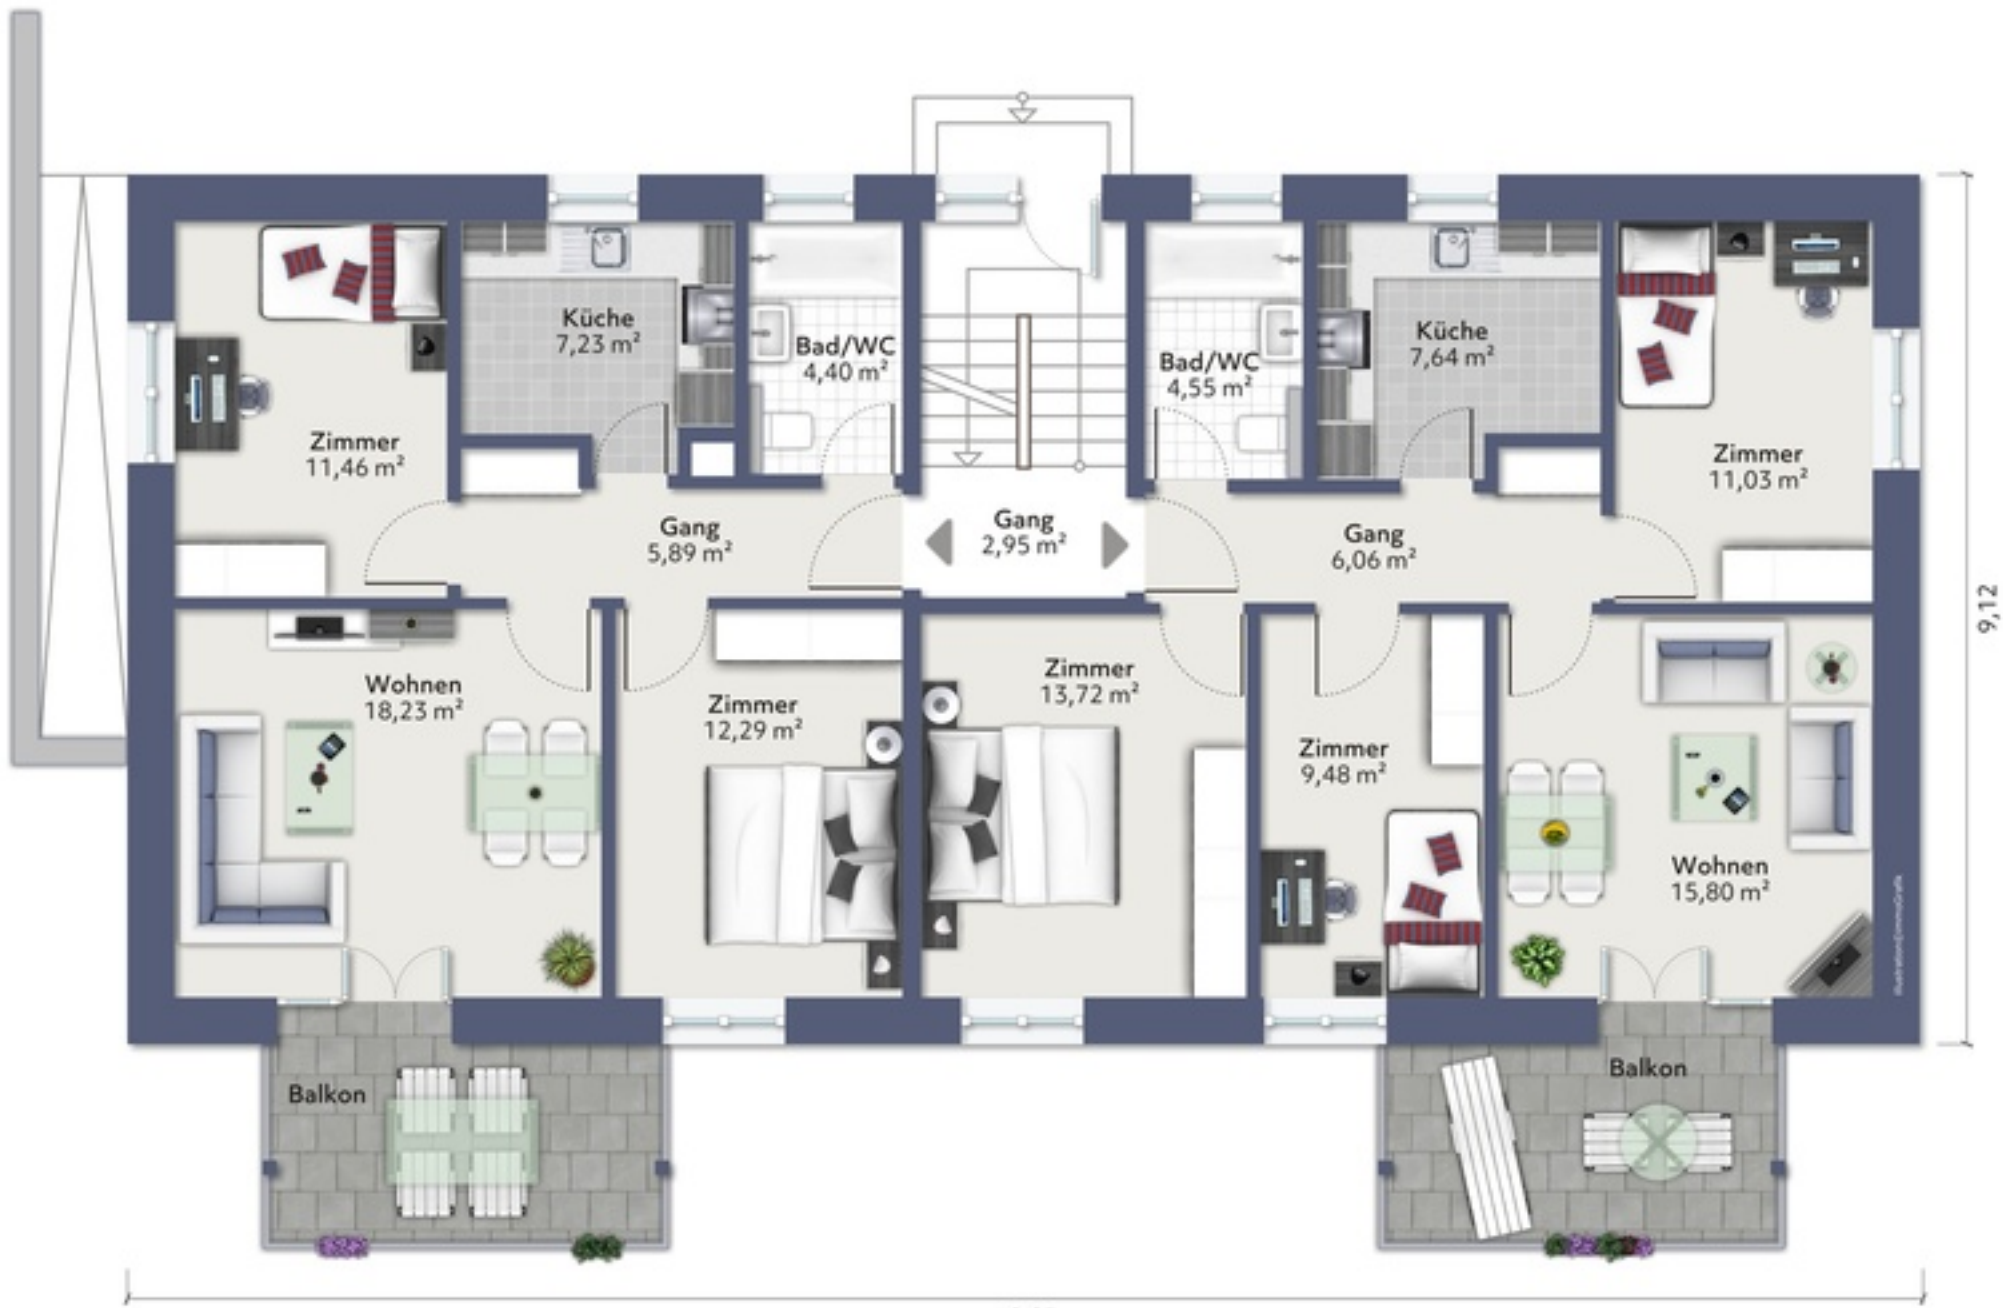 Küche
7,23 m²
Bad/WC
4,40 m²
Bad/WC
4,55 m²
Küche
7,64 m²
Zimmer
11,46 m²
Zimmer
11,03 m²
Gang
5,89 m²
Gang
2,95 m²
Gang
6,06 m²
9,12
Wohnen
18,23 m²
Zimmer
12,29 m²
Zimmer
13,72 m²
Zimmer
9,48 m²
Wohnen
15,80 m²
Balkon
Balkon